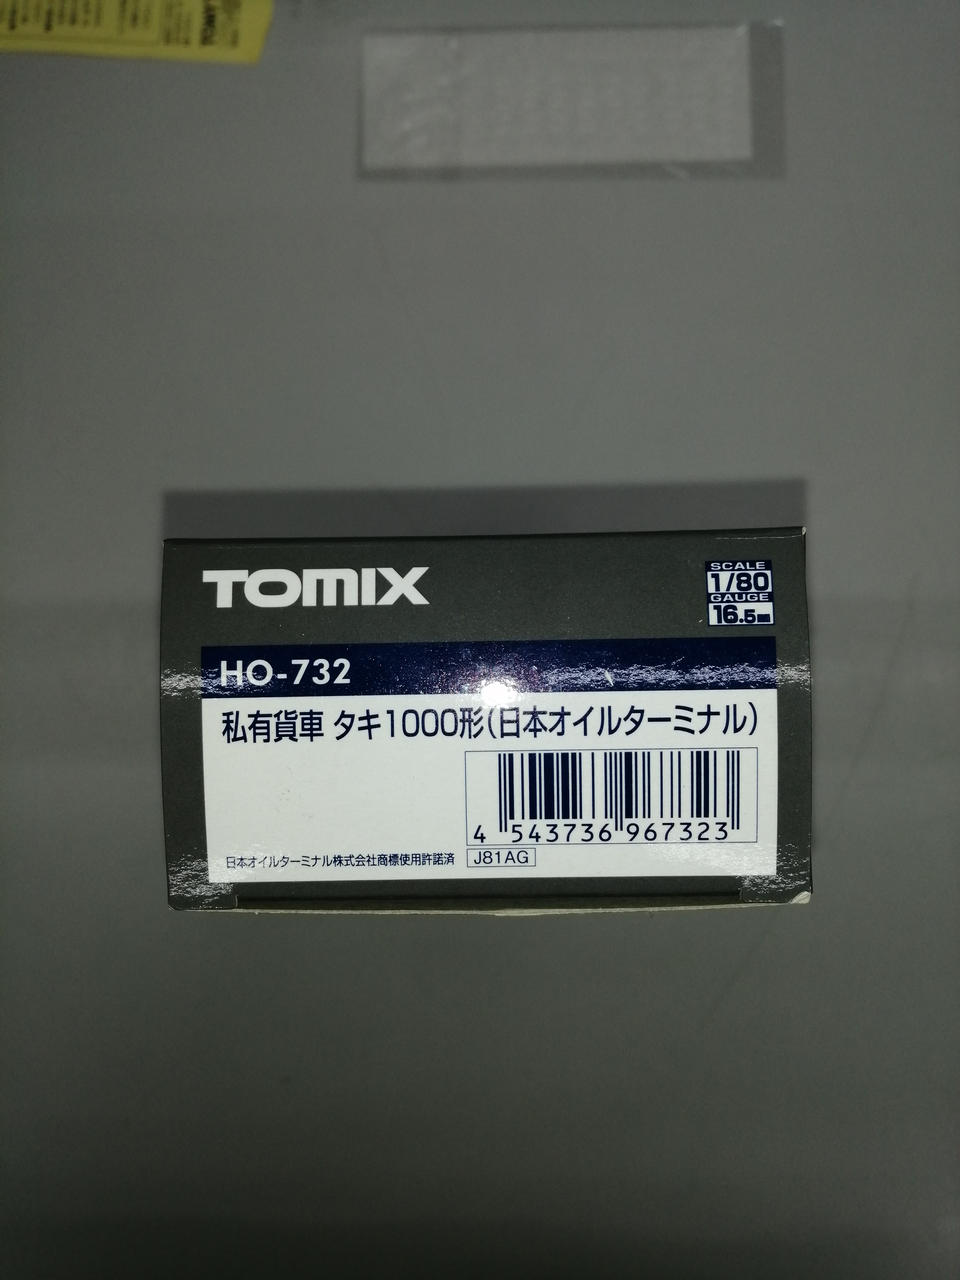 TOMIX
SCALE
1/80
GAUGE
16.5mm
HO-732
私有貨車 タキ1000形(日本オイルターミナル)
4 543736 967323
日本オイルターミナル株式会社商標使用許諾済
J81AG